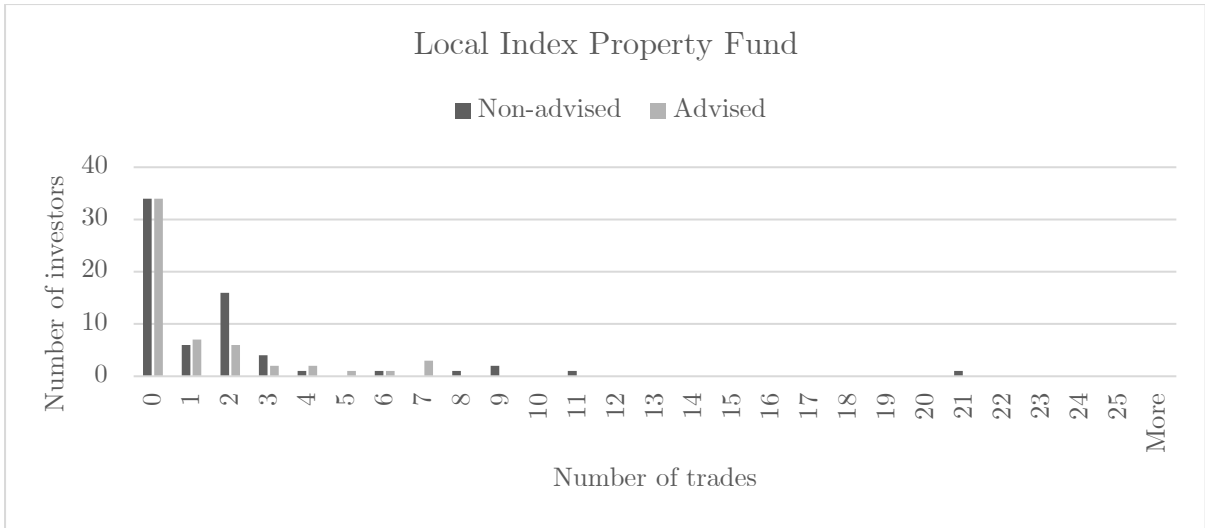 Local Index Property Fund
Non-advised Advised
Number of investors
40
30
20
10
0
0 1 2 3 4 5 6 7 8 9 10 11 12 13 14 15 16 17 18 19 20 21 22 23 24 25 More
Number of trades